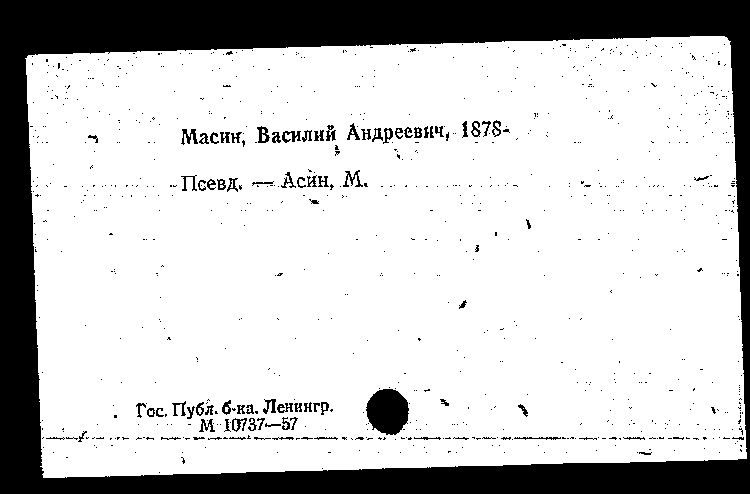 Масин, Василий Андреевич, 1878-
Псевд. — Асин, М.
Гос. Публ. б-ка. Ленингр.
М 10737—57